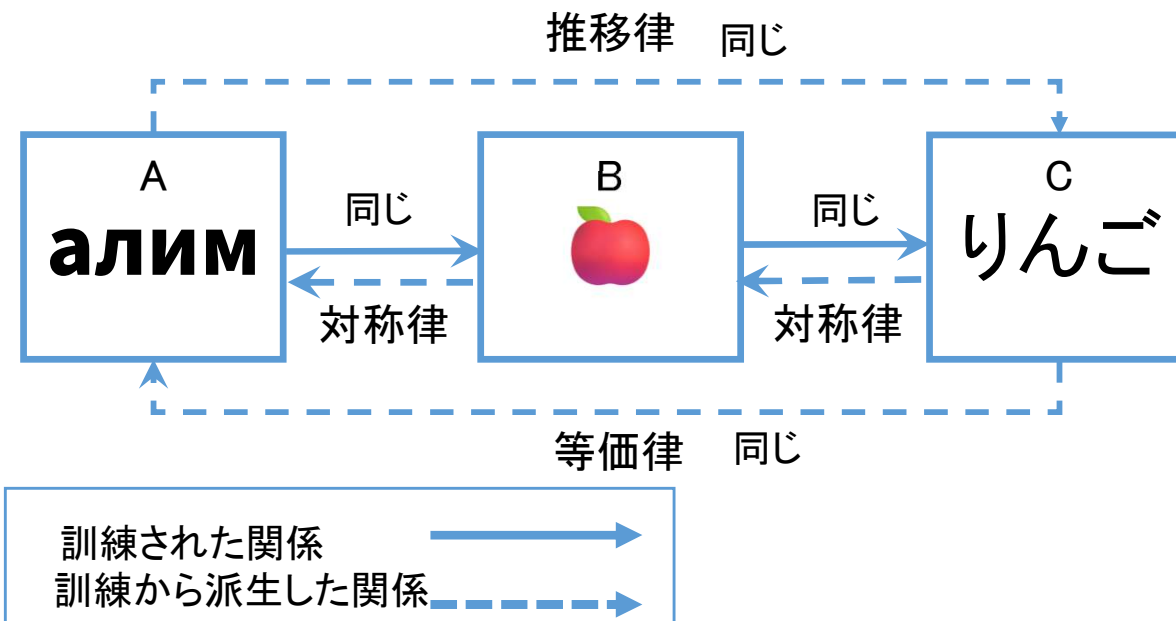 推移律 同じ
A
алим
同じ
対称律
B
同じ
対称律
C
りんご
等価律 同じ
訓練された関係
訓練から派生した関係